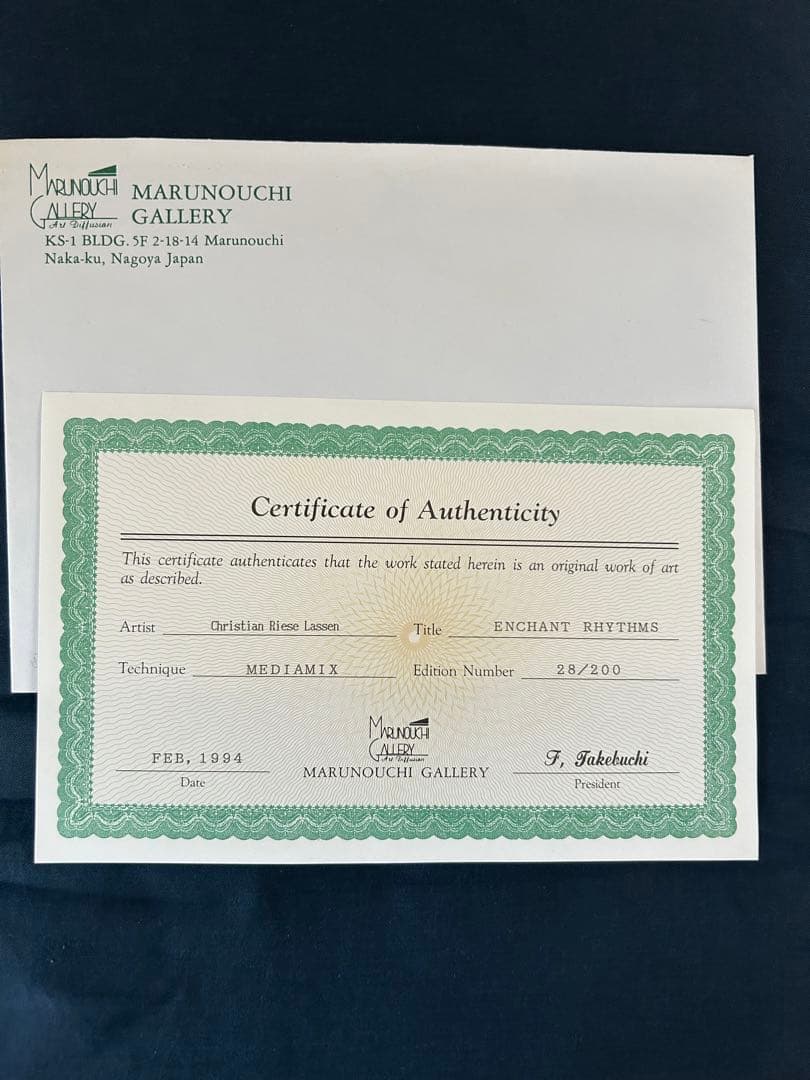 MARUNOUCHI
GALLERY
Art Diffusion
MARUNOUCHI
GALLERY
KS-1 BLDG. 5F 2-18-14 Marunouchi
Naka-ku, Nagoya Japan
Certificate of Authenticity
This certificate authenticates that the work stated herein is an original work of art
as described.
Artist Christian Riese Lassen Title ENCHANT RHYTHMS
Technique MEDIAMIX Edition Number 28/200
MARUNOUCHI
GALLERY
Art Diffusion
FEB, 1994 MARUNOUCHI GALLERY F, Takebuchi
Date President